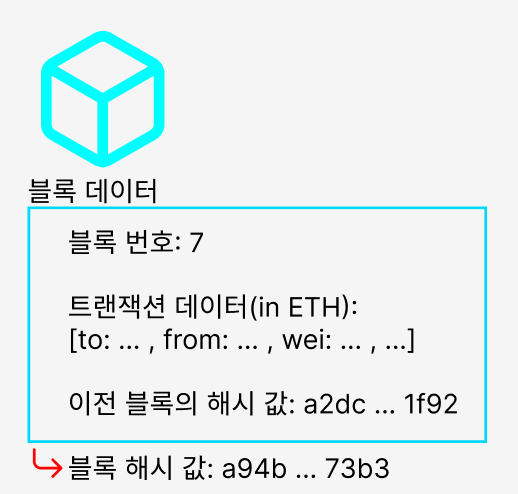 블록 데이터
블록 번호: 7
트랜잭션 데이터(in ETH):
[to: ... , from: ... , wei: ... , ...]
이전 블록의 해시 값: a2dc ... 1f92
블록 해시 값: a94b ... 73b3